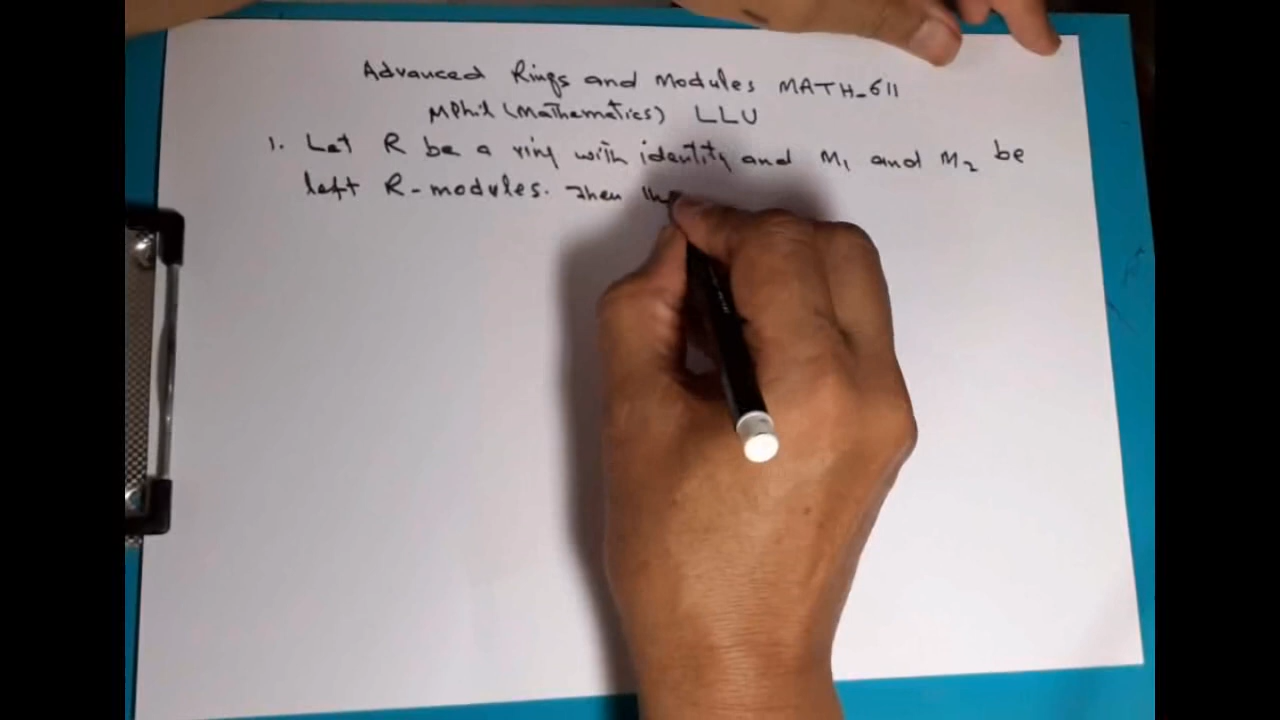 Advanced Rings and Modules MATH-611
MPhil (Mathematics) LLU
1. Let R be a ring with identity and M₁ and M₂ be
left R-modules. Then